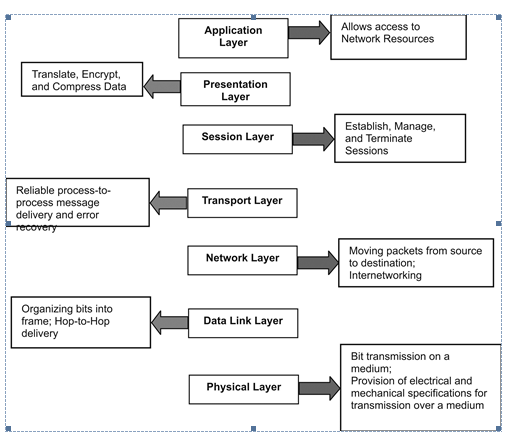 Application
Layer
Allows access to
Network Resources
Translate, Encrypt,
and Compress Data
Presentation
Layer
Session Layer
Establish, Manage,
and Terminate
Sessions
Reliable process-to-
process message
delivery and error
recovery
Transport Layer
Network Layer
Moving packets from source
to destination;
Internetworking
Organizing bits into
frame; Hop-to-Hop
delivery
Data Link Layer
Physical Layer
Bit transmission on a
medium;
Provision of electrical and
mechanical specifications for
transmission over a medium